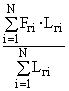 N
∑ F_ri · L_ri
i=1
N
∑ L_ri
i=1